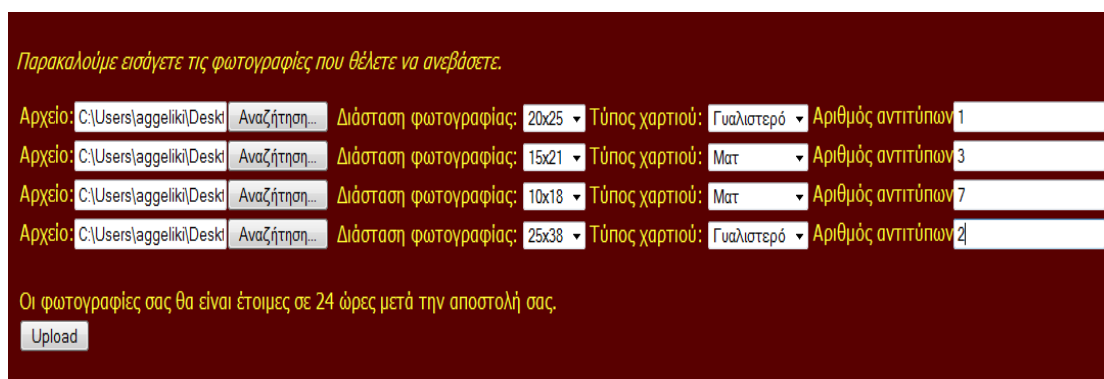 Παρακαλούμε εισάγετε τις φωτογραφίες που θέλετε να ανεβάσετε.
Αρχείο: C:\Users\aggeliki\Deskt Αναζήτηση... Διάσταση φωτογραφίας: 20x25 Τύπος χαρτιού: Γυαλιστερό Αριθμός αντιτύπων 1
Αρχείο: C:\Users\aggeliki\Deskt Αναζήτηση... Διάσταση φωτογραφίας: 15x21 Τύπος χαρτιού: Ματ Αριθμός αντιτύπων 3
Αρχείο: C:\Users\aggeliki\Deskt Αναζήτηση... Διάσταση φωτογραφίας: 10x18 Τύπος χαρτιού: Ματ Αριθμός αντιτύπων 7
Αρχείο: C:\Users\aggeliki\Deskt Αναζήτηση... Διάσταση φωτογραφίας: 25x38 Τύπος χαρτιού: Γυαλιστερό Αριθμός αντιτύπων 2
Οι φωτογραφίες σας θα είναι έτοιμες σε 24 ώρες μετά την αποστολή σας.
Upload